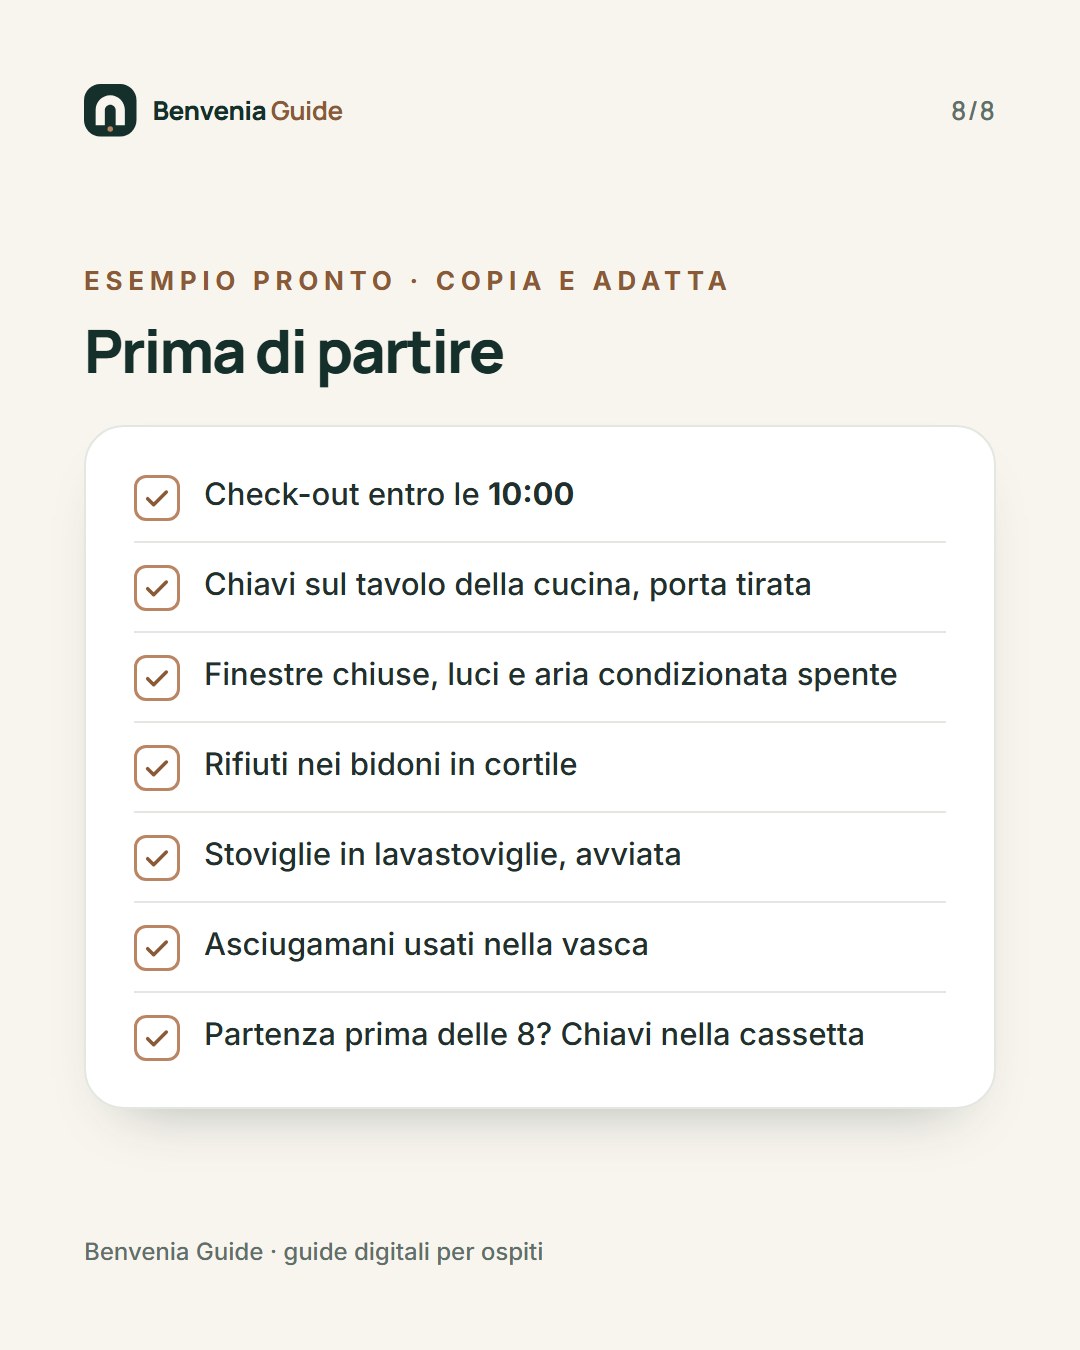 Benvenia Guide
8/8
ESEMPIO PRONTO · COPIA E ADATTA
Prima di partire
Check-out entro le 10:00
Chiavi sul tavolo della cucina, porta tirata
Finestre chiuse, luci e aria condizionata spente
Rifiuti nei bidoni in cortile
Stoviglie in lavastoviglie, avviata
Asciugamani usati nella vasca
Partenza prima delle 8? Chiavi nella cassetta
Benvenia Guide · guide digitali per ospiti